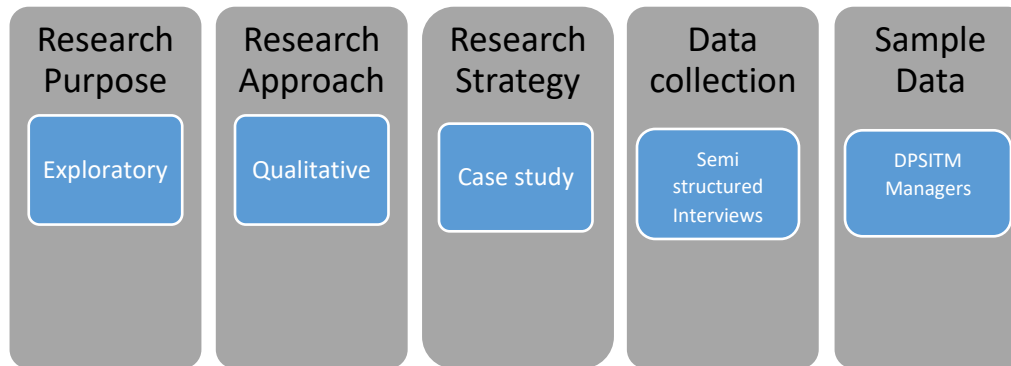 Research
Purpose
Exploratory
Research
Approach
Qualitative
Research
Strategy
Case study
Data
collection
Semi
structured
Interviews
Sample
Data
DPSITM
Managers